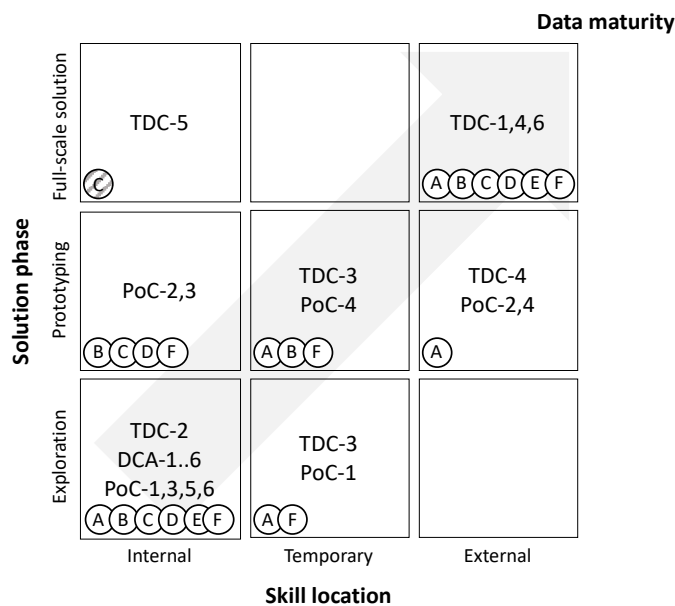 Data maturity
Solution phase
Full-scale solution
TDC-5
C
TDC-1,4,6
A B C D E F
Prototyping
PoC-2,3
B C D F
TDC-3
PoC-4
A B F
TDC-4
PoC-2,4
A
Exploration
TDC-2
DCA-1..6
PoC-1,3,5,6
A B C D E F
TDC-3
PoC-1
A F
Internal
Temporary
External
Skill location